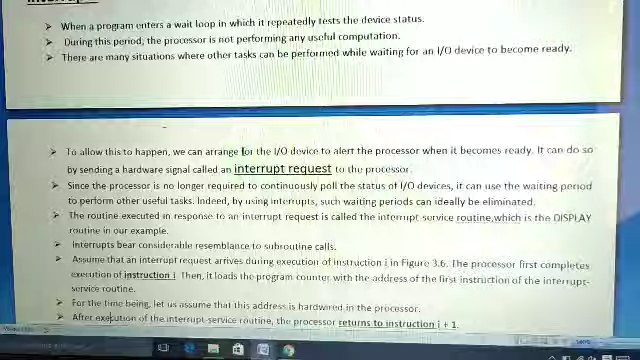 Interrupt
➢ When a program enters a wait loop in which it repeatedly tests the device status.
➢ During this period, the processor is not performing any useful computation.
➢ There are many situations where other tasks can be performed while waiting for an I/O device to become ready.
➢ To allow this to happen, we can arrange for the I/O device to alert the processor when it becomes ready. It can do so
by sending a hardware signal called an interrupt request to the processor.
➢ Since the processor is no longer required to continuously poll the status of I/O devices, it can use the waiting period
to perform other useful tasks. Indeed, by using interrupts, such waiting periods can ideally be eliminated.
➢ The routine executed in response to an interrupt request is called the interrupt-service routine,which is the DISPLAY
routine in our example.
➢ Interrupts bear considerable resemblance to subroutine calls.
➢ Assume that an interrupt request arrives during execution of instruction i in Figure 3.6. The processor first completes
execution of instruction i. Then, it loads the program counter with the address of the first instruction of the interrupt-
service routine.
➢ For the time being, let us assume that this address is hardwired in the processor.
➢ After execution of the interrupt-service routine, the processor returns to instruction i + 1.